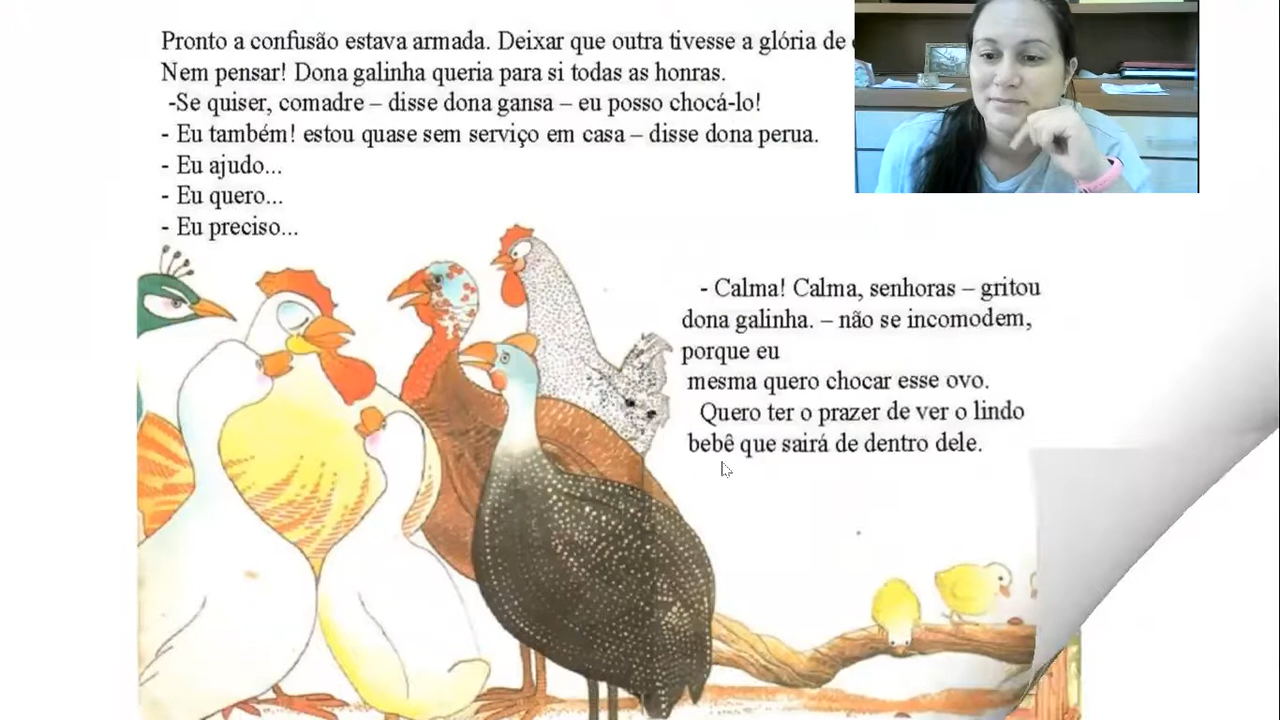 Pronto a confusão estava armada. Deixar que outra tivesse a glória de
Nem pensar! Dona galinha queria para si todas as honras.
-Se quiser, comadre – disse dona gansa – eu posso chocá-lo!
- Eu também! estou quase sem serviço em casa – disse dona perua.
- Eu ajudo...
- Eu quero...
- Eu preciso...
- Calma! Calma, senhoras – gritou
dona galinha. – não se incomodem,
porque eu
mesma quero chocar esse ovo.
Quero ter o prazer de ver o lindo
bebê que sairá de dentro dele.